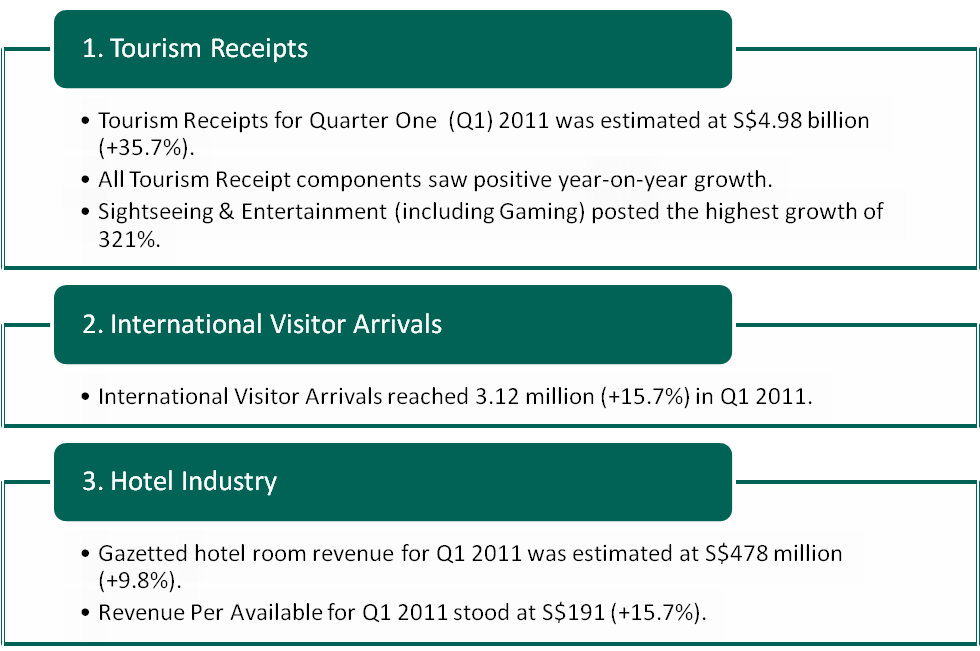 1. Tourism Receipts
• Tourism Receipts for Quarter One (Q1) 2011 was estimated at S$4.98 billion
(+35.7%).
• All Tourism Receipt components saw positive year-on-year growth.
• Sightseeing & Entertainment (including Gaming) posted the highest growth of
321%.
2. International Visitor Arrivals
• International Visitor Arrivals reached 3.12 million (+15.7%) in Q1 2011.
3. Hotel Industry
• Gazetted hotel room revenue for Q1 2011 was estimated at S$478 million
(+9.8%).
• Revenue Per Available for Q1 2011 stood at S$191 (+15.7%).